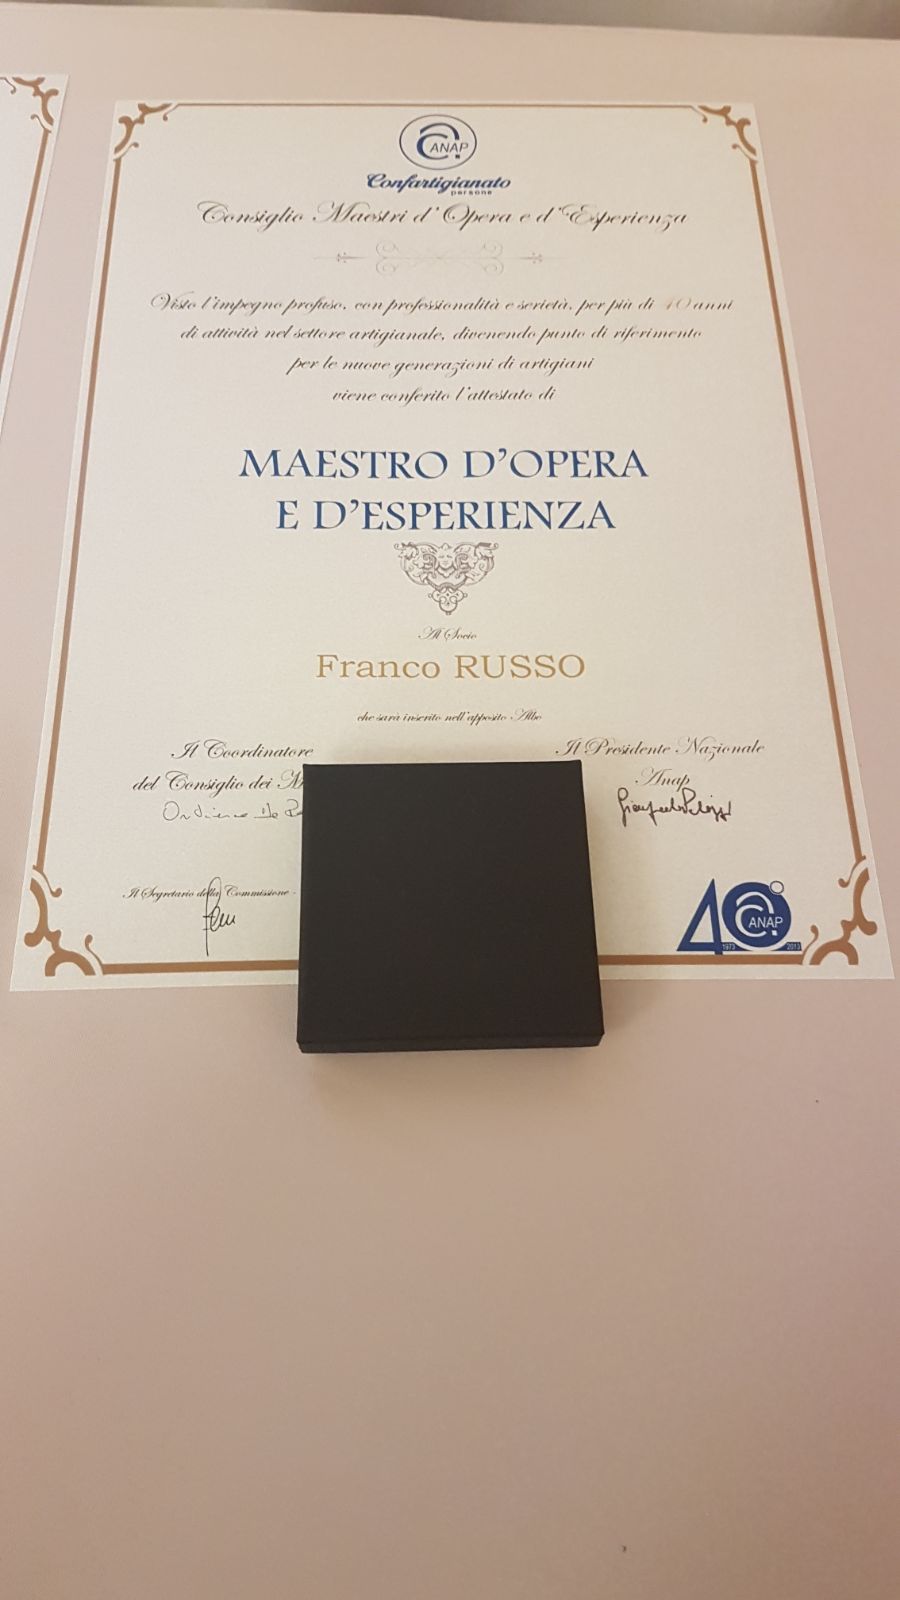 ANAP
Confartigianato
persone
Consiglio Maestri d'Opera e d'Esperienza
Visto l'impegno profuso, con professionalità e serietà, per più di 40 anni
di attività nel settore artigianale, divenendo punto di riferimento
per le nuove generazioni di artigiani
viene conferito l'attestato di
MAESTRO D'OPERA
E D'ESPERIENZA
Al Socio
Franco RUSSO
che sarà inserito nell'apposito Albo
Il Coordinatore
del Consiglio dei M
Il Presidente Nazionale
Anap
Il Segretario della Commissione
40° ANAP
1973 2013